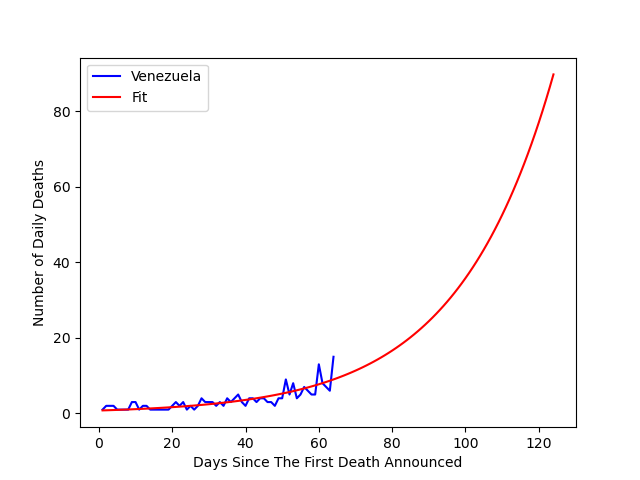 Venezuela
Fit
80
60
40
20
0
Number of Daily Deaths
0 20 40 60 80 100 120
Days Since The First Death Announced